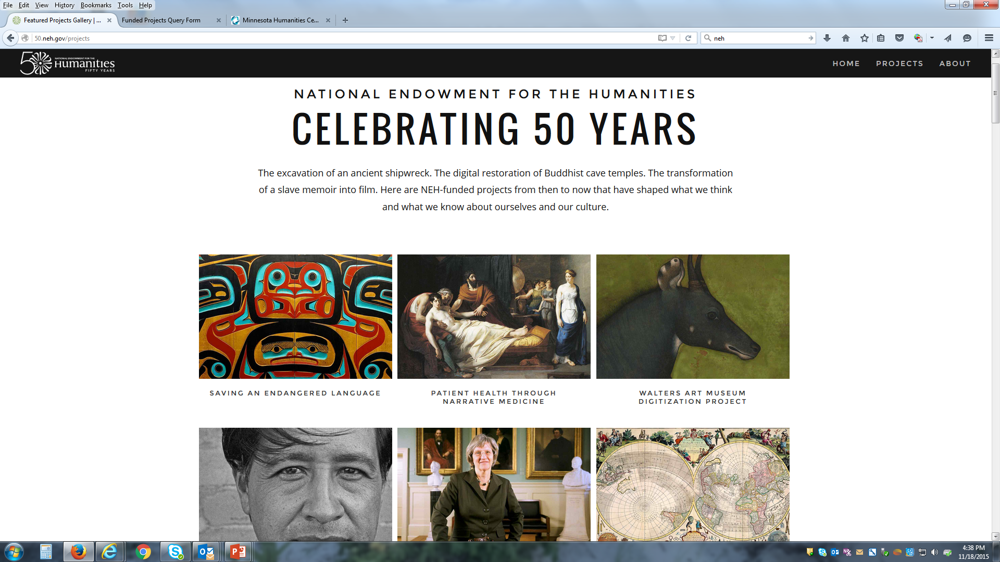 File Edit View History Bookmarks Tools Help
Featured Projects Gallery | ...
Funded Projects Query Form
Minnesota Humanities Ce...
50.neh.gov/projects
neh
50
NATIONAL ENDOWMENT FOR THE
Humanities
FIFTY YEARS
HOME PROJECTS ABOUT
NATIONAL ENDOWMENT FOR THE HUMANITIES
CELEBRATING 50 YEARS
The excavation of an ancient shipwreck. The digital restoration of Buddhist cave temples. The transformation
of a slave memoir into film. Here are NEH-funded projects from then to now that have shaped what we think
and what we know about ourselves and our culture.
SAVING AN ENDANGERED LANGUAGE
PATIENT HEALTH THROUGH
NARRATIVE MEDICINE
WALTERS ART MUSEUM
DIGITIZATION PROJECT
4:38 PM
11/18/2015